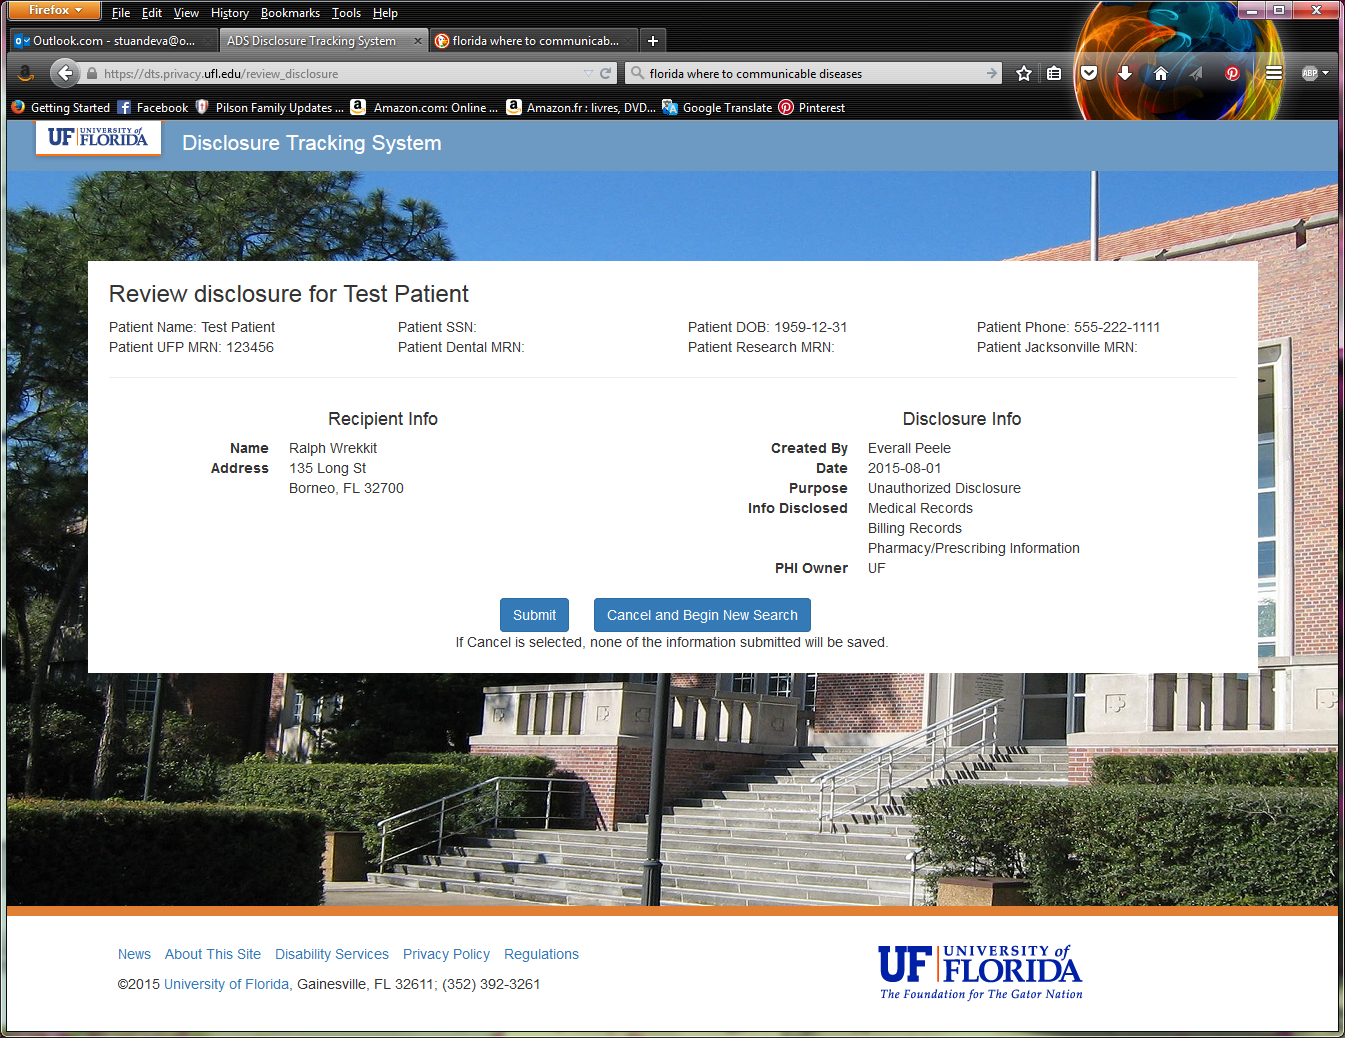 Firefox
File Edit View History Bookmarks Tools Help
Outlook.com - stuandeva@o...
ADS Disclosure Tracking System
florida where to communicab...
https://dts.privacy.ufl.edu/review_disclosure
florida where to communicable diseases
ABP
Getting Started Facebook Pilson Family Updates ... Amazon.com: Online ... Amazon.fr : livres, DVD... Google Translate Pinterest
UF UNIVERSITY of FLORIDA
Disclosure Tracking System
Review disclosure for Test Patient
Patient Name: Test Patient Patient SSN: Patient DOB: 1959-12-31 Patient Phone: 555-222-1111
Patient UFP MRN: 123456 Patient Dental MRN: Patient Research MRN: Patient Jacksonville MRN:
Recipient Info
Name Ralph Wrekkit
Address 135 Long St
Borneo, FL 32700
Disclosure Info
Created By Everall Peele
Date 2015-08-01
Purpose Unauthorized Disclosure
Info Disclosed Medical Records
Billing Records
Pharmacy/Prescribing Information
PHI Owner UF
Submit Cancel and Begin New Search
If Cancel is selected, none of the information submitted will be saved.
News About This Site Disability Services Privacy Policy Regulations
©2015 University of Florida, Gainesville, FL 32611; (352) 392-3261
UF UNIVERSITY of FLORIDA
The Foundation for The Gator Nation